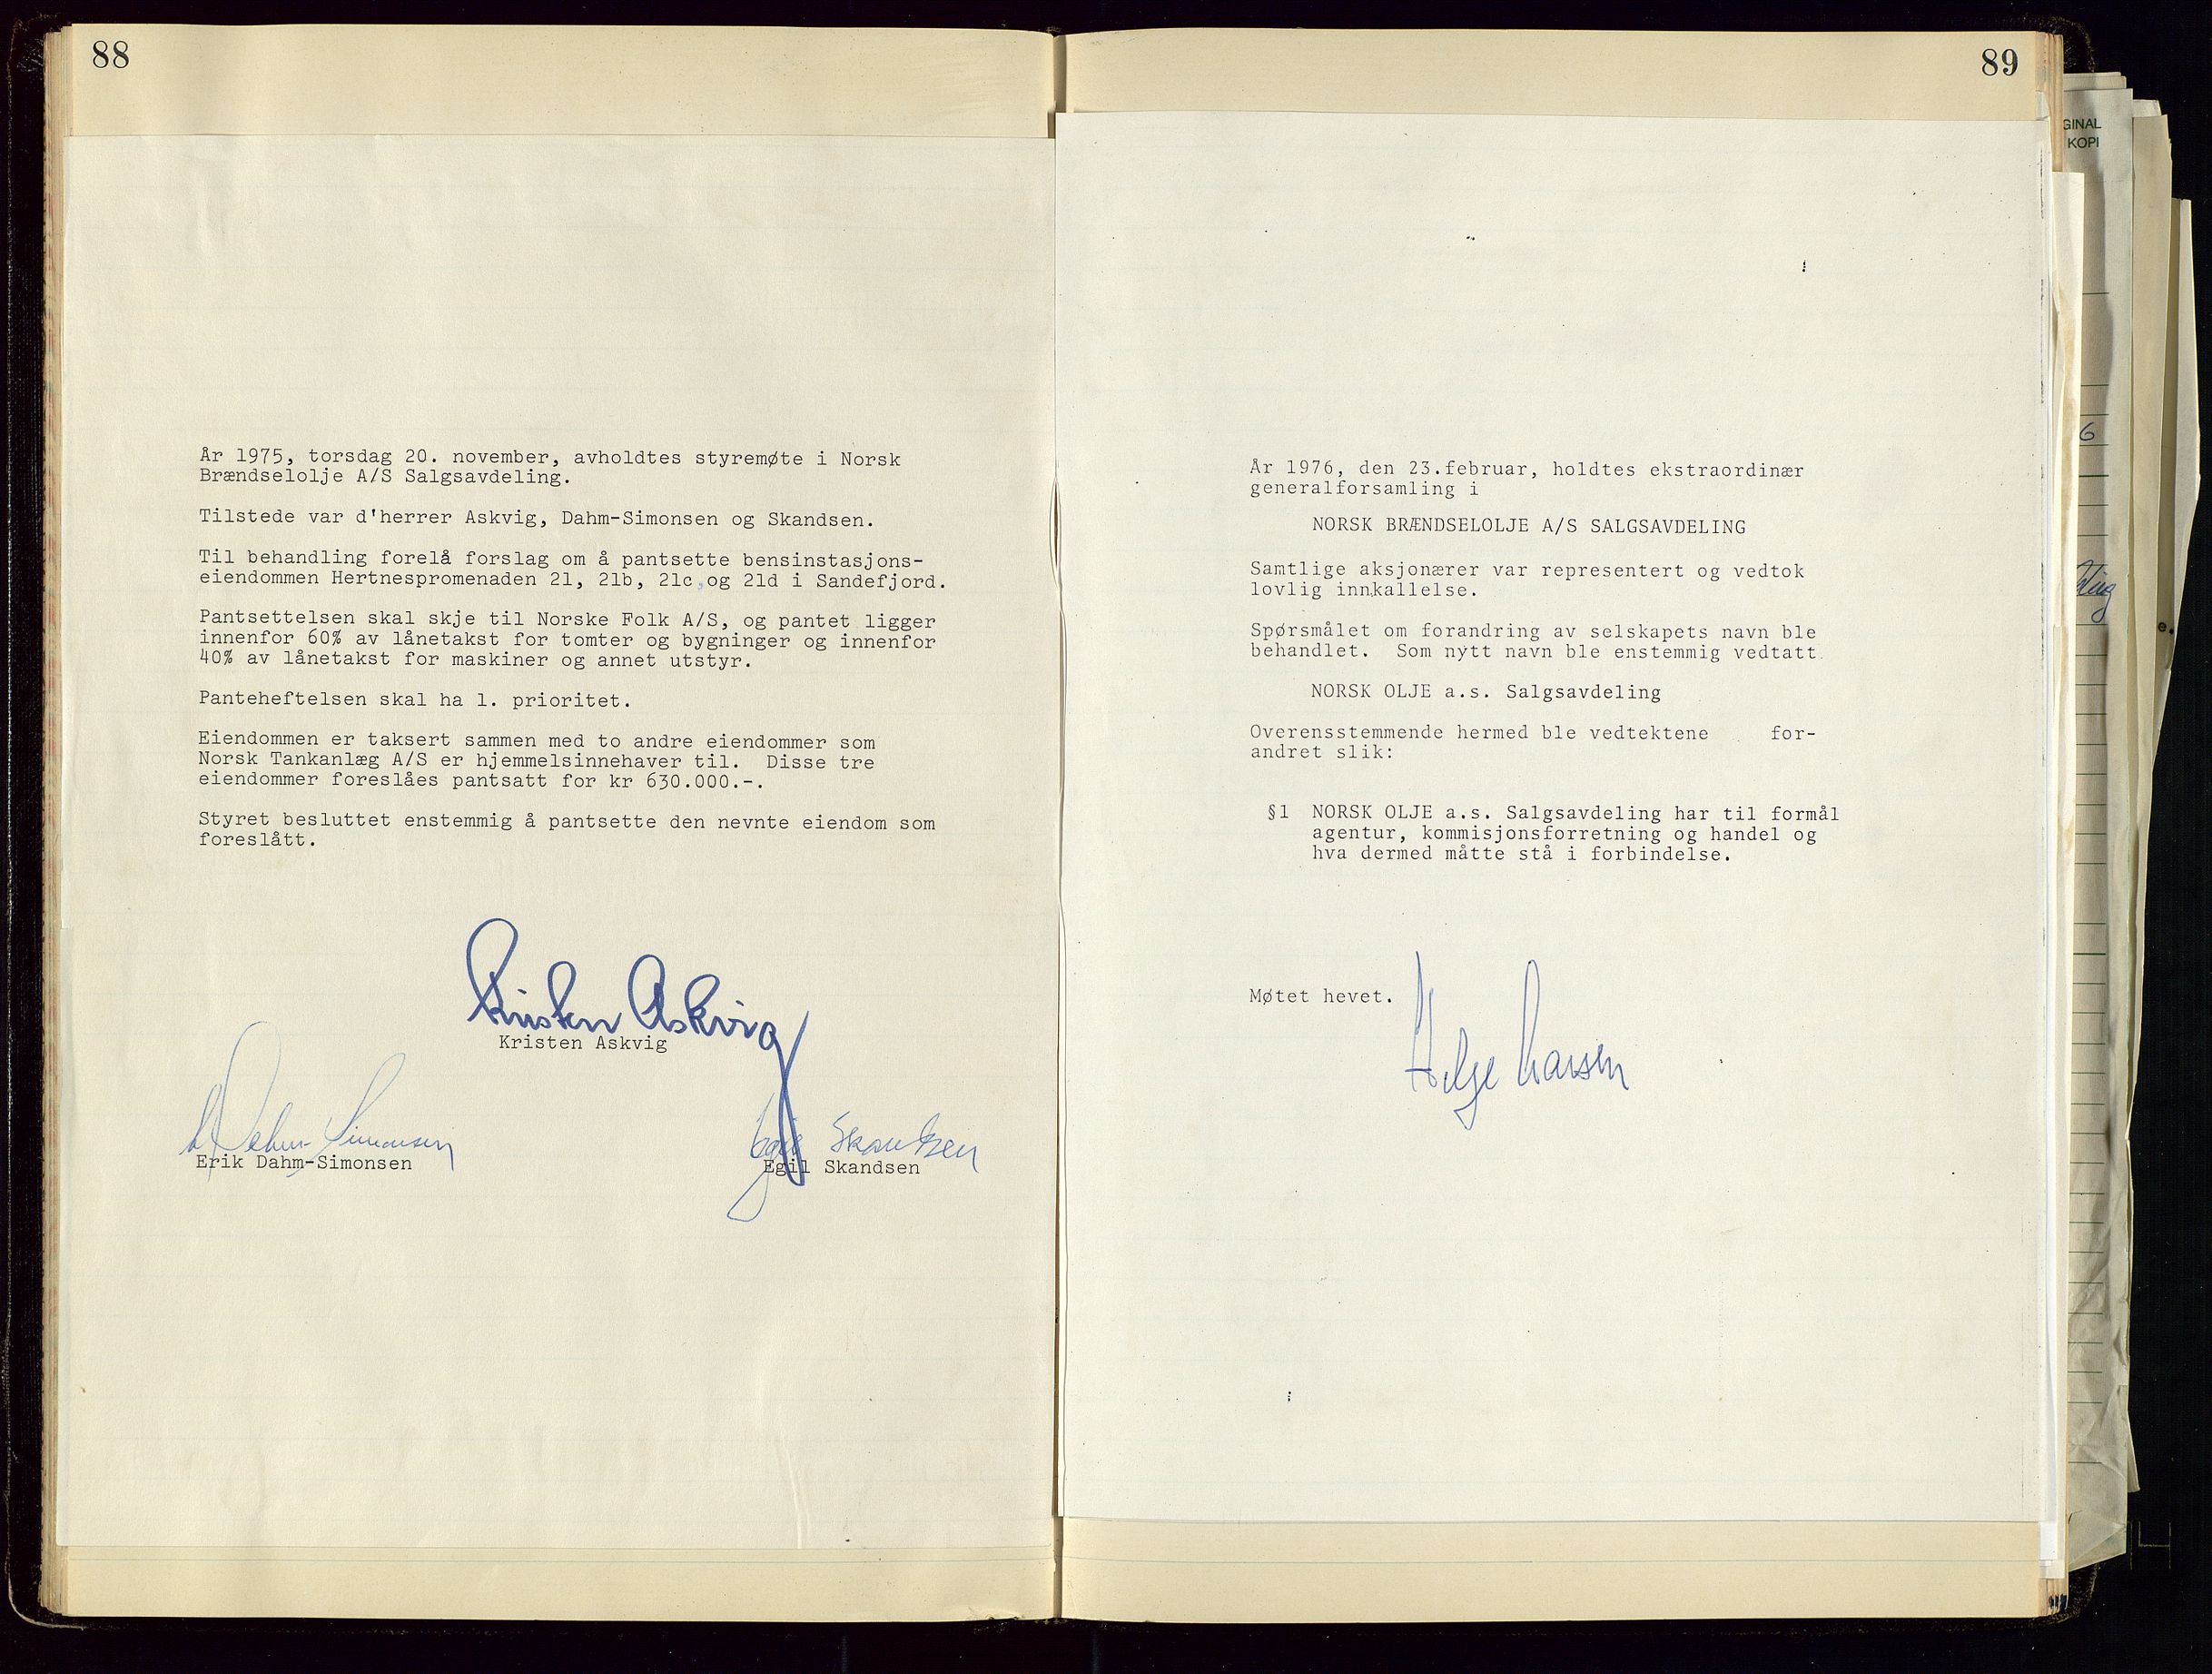 88
År 1975, torsdag 20. november, avholdtes styremøte i Norsk
Brændselolje A/S Salgsavdeling.
Tilstede var d'herrer Askvig, Dahm-Simonsen og Skandsen.
Til behandling forelå forslag om å pantsette bensinstasjons-
eiendommen Hertnespromenaden 21, 21b, 21c og 21d i Sandefjord.
Pantsettelsen skal skje til Norske Folk A/S, og pantet ligger
innenfor 60% av lånetakst for tomter og bygninger og innenfor
40% av lånetakst for maskiner og annet utstyr.
Panteheftelsen skal ha 1. prioritet.
Eiendommen er taksert sammen med to andre eiendommer som
Norsk Tankanlæg A/S er hjemmelsinnehaver til. Disse tre
eiendommer foreslåes pantsatt for kr 630.000.-.
Styret besluttet enstemmig å pantsette den nevnte eiendom som
foreslått.
Kristen Askvig
Kristen Askvig
Dahm-Simonsen
Erik Dahm-Simonsen
Egil Skandsen
Egil Skandsen
89
År 1976, den 23.februar, holdtes ekstraordinær
generalforsamling i
NORSK BRÆNDSELOLJE A/S SALGSAVDELING
Samtlige aksjonærer var representert og vedtok
lovlig innkallelse.
Spørsmålet om forandring av selskapets navn ble
behandlet. Som nytt navn ble enstemmig vedtatt
NORSK OLJE a.s. Salgsavdeling
Overensstemmende hermed ble vedtektene for-
andret slik:
§1 NORSK OLJE a.s. Salgsavdeling har til formål
agentur, kommisjonsforretning og handel og
hva dermed måtte stå i forbindelse.
Møtet hevet.
Helge Larsen
GINAL
KOPI
6
e.